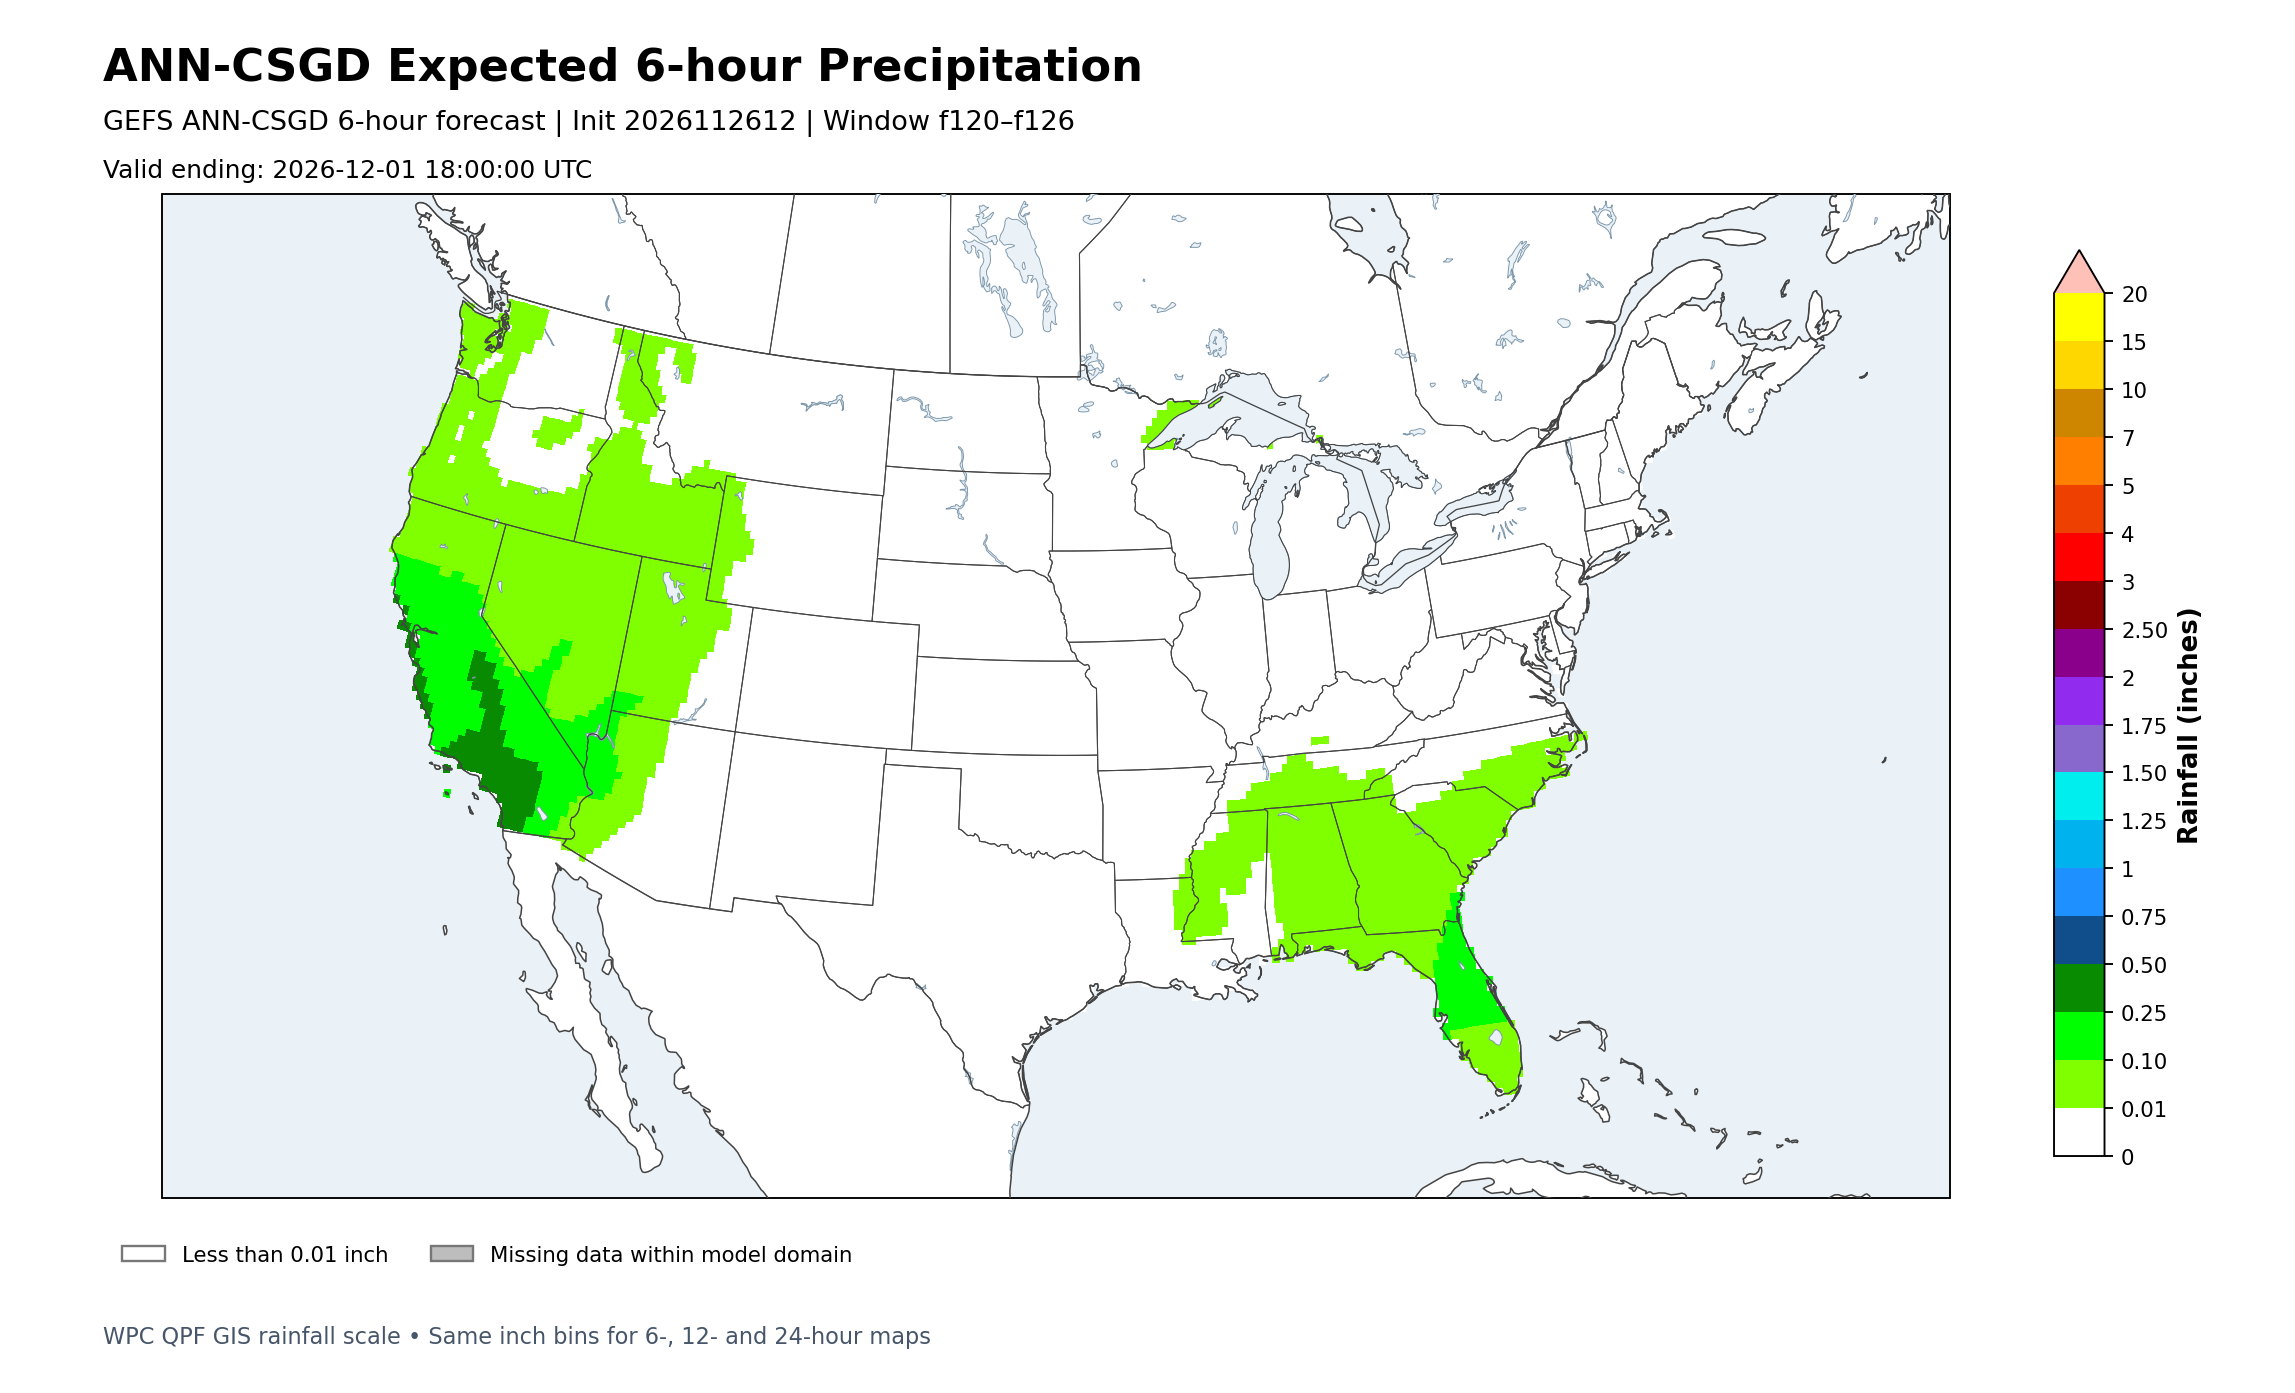 ANN-CSGD Expected 6-hour Precipitation
GEFS ANN-CSGD 6-hour forecast | Init 2026112612 | Window f120–f126
Valid ending: 2026-12-01 18:00:00 UTC
20
15
10
7
5
4
3
2.50
2
1.75
1.50
1.25
1
0.75
0.50
0.25
0.10
0.01
0
Rainfall (inches)
Less than 0.01 inch
Missing data within model domain
WPC QPF GIS rainfall scale • Same inch bins for 6-, 12- and 24-hour maps